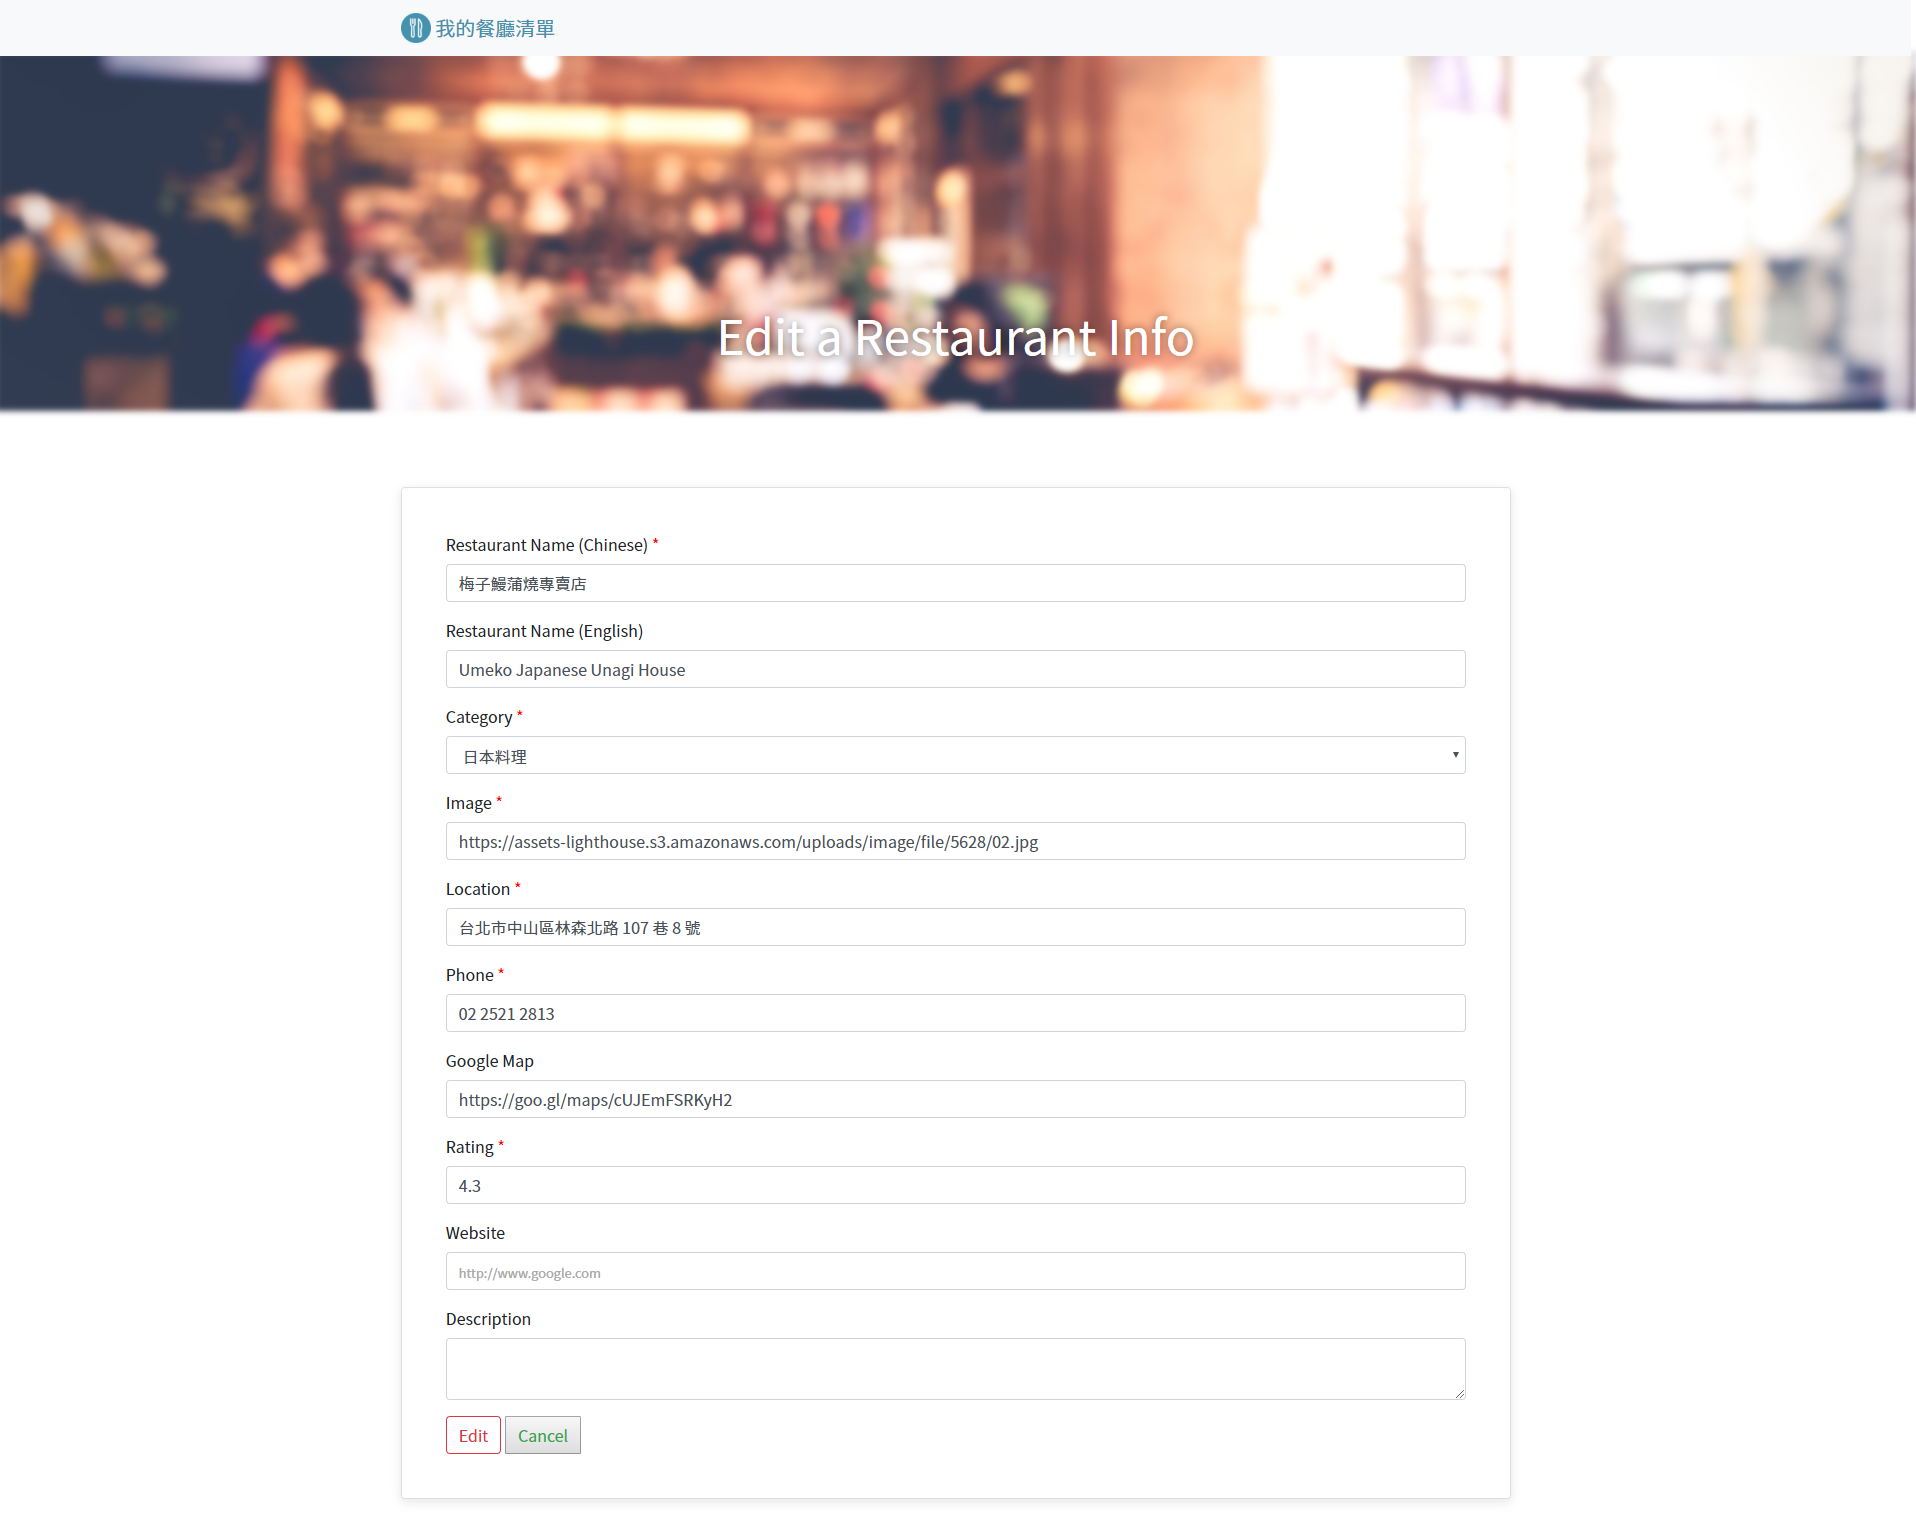 我的餐廳清單
Edit a Restaurant Info
Restaurant Name (Chinese) *
梅子鰻蒲燒專賣店
Restaurant Name (English)
Umeko Japanese Unagi House
Category *
日本料理
Image *
https://assets-lighthouse.s3.amazonaws.com/uploads/image/file/5628/02.jpg
Location *
台北市中山區林森北路 107 巷 8 號
Phone *
02 2521 2813
Google Map
https://goo.gl/maps/cUJEmFSRKyH2
Rating *
4.3
Website
http://www.google.com
Description
Edit Cancel